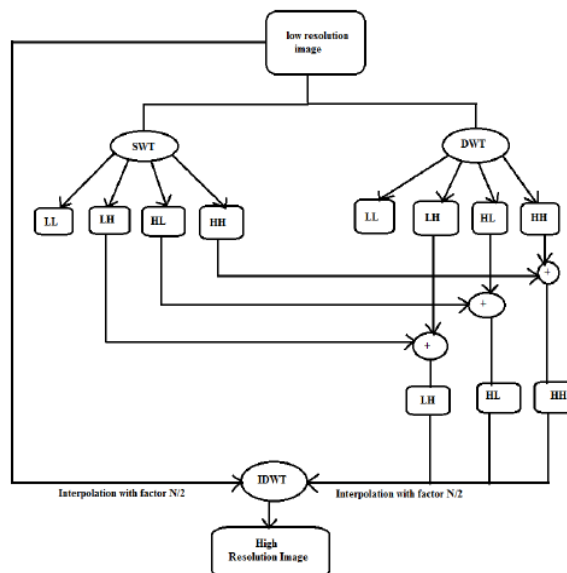 low resolution
image
SWT
DWT
LL
LH
HL
HH
LL
LH
HL
HH
+
+
+
LH
HL
HH
IDWT
Interpolation with factor N/2
Interpolation with factor N/2
High
Resolution Image